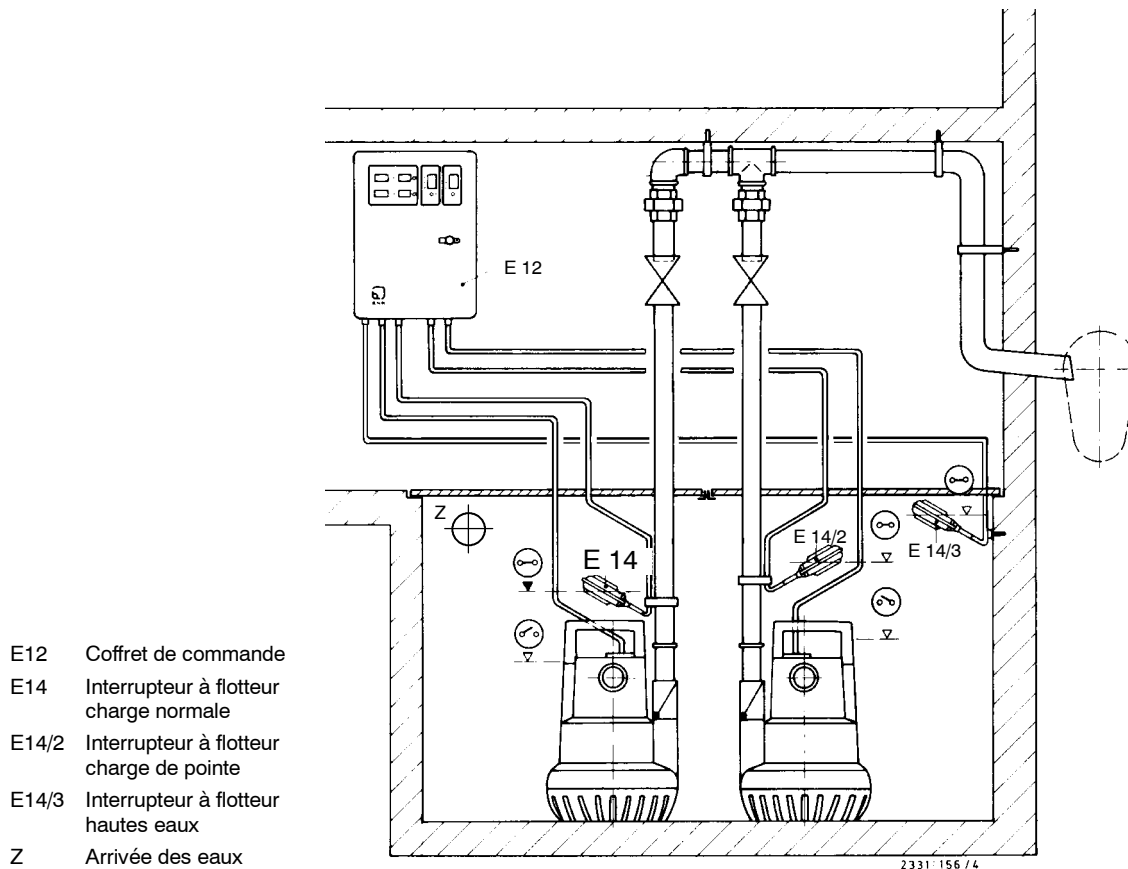 E 12
Z
E 14
E 14/2
E 14/3
E12 Coffret de commande
E14 Interrupteur à flotteur
charge normale
E14/2 Interrupteur à flotteur
charge de pointe
E14/3 Interrupteur à flotteur
hautes eaux
Z Arrivée des eaux
2331:156/4